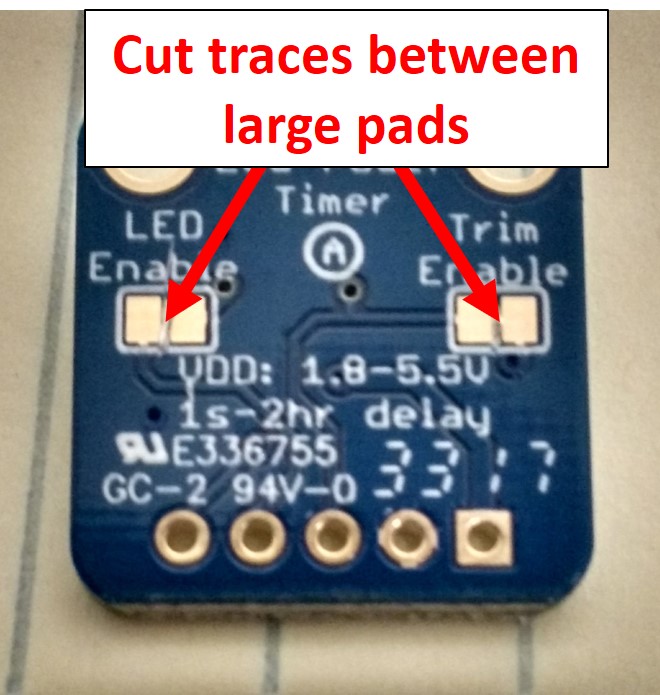 Cut traces between
large pads
Timer
LED
Enable
Trim
Enable
VDD: 1.8-5.5V
1s-2hr delay
E336755
GC-2 94V-0
3317